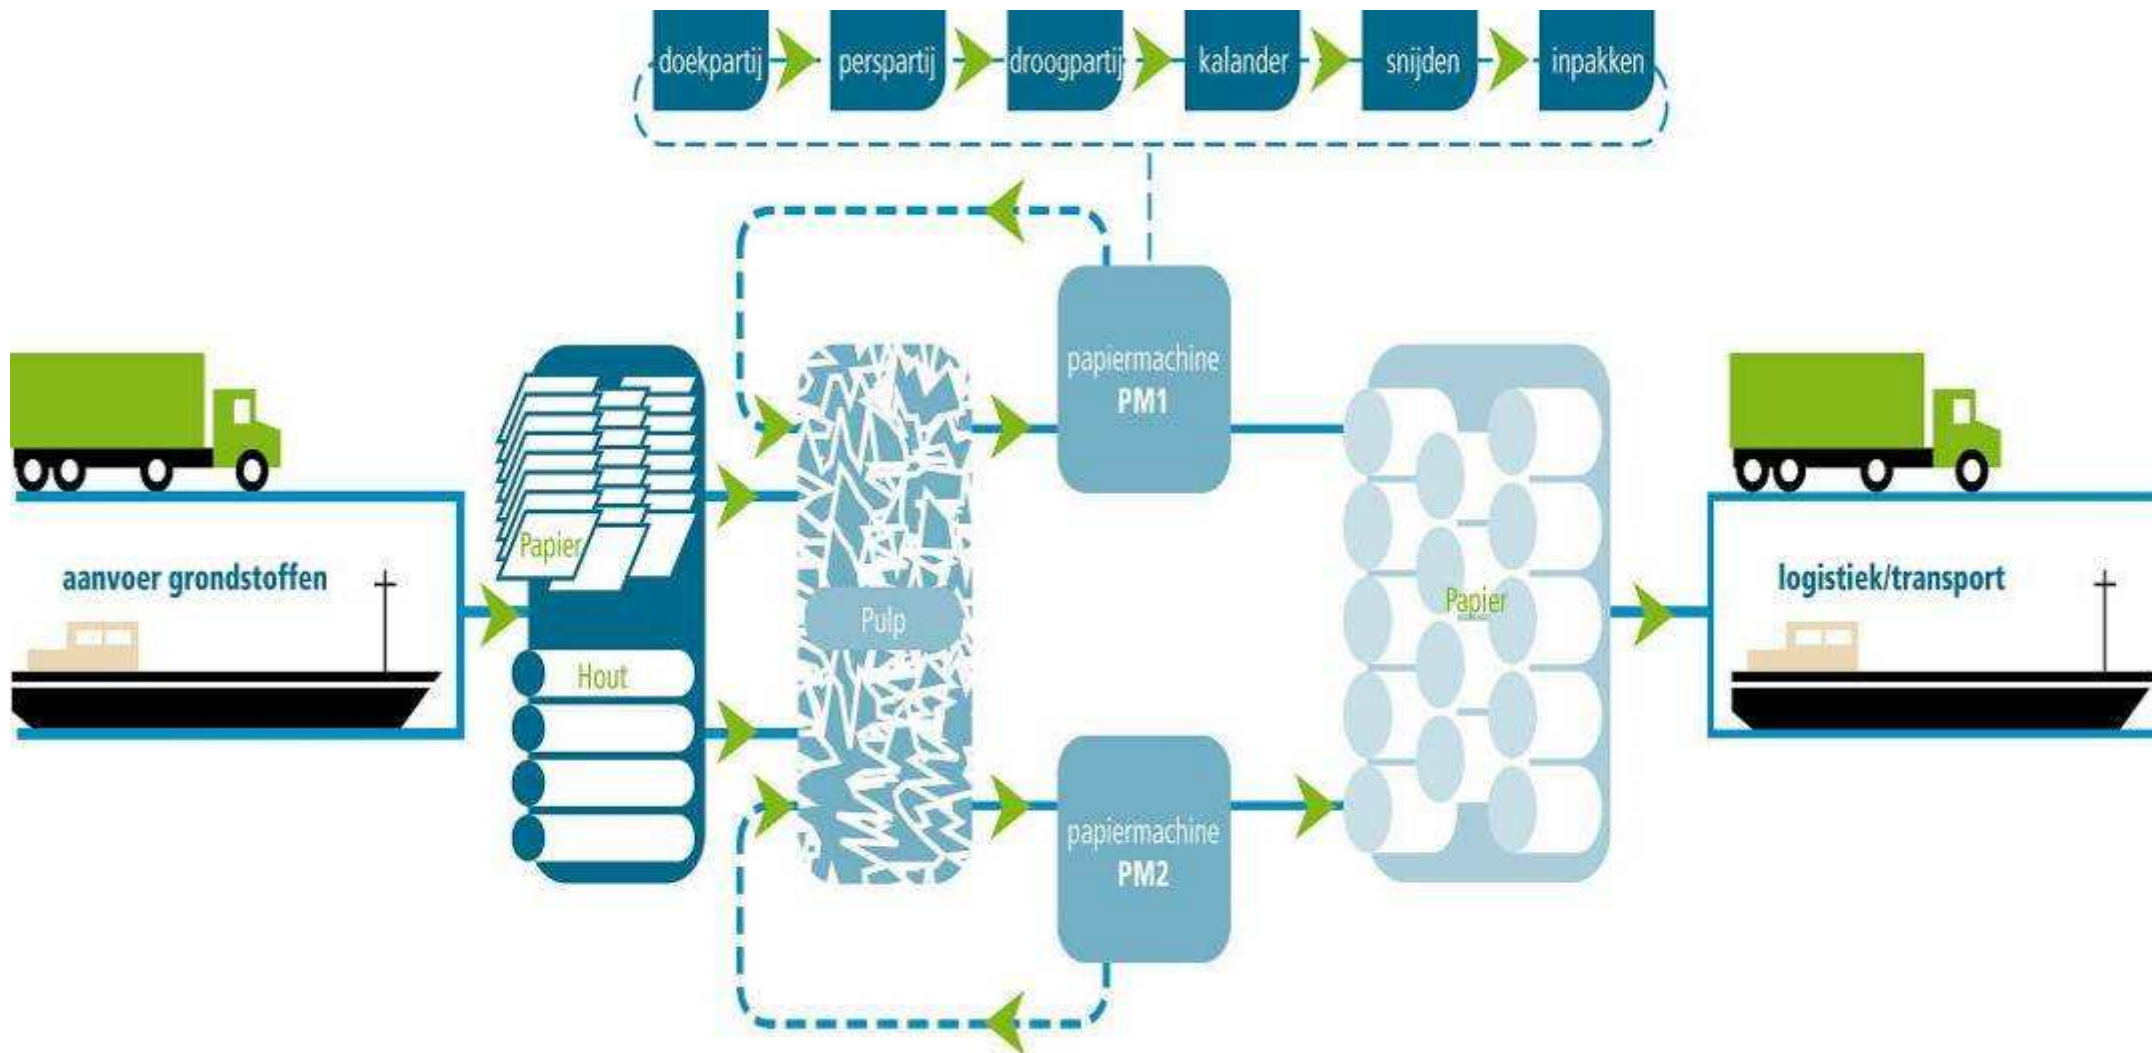 doekpartij
perspartij
droogpartij
kalander
snijden
inpakken
papiermachine
PM1
Papier
aanvoer grondstoffen
Pulp
Hout
Papier
logistiek/transport
papiermachine
PM2